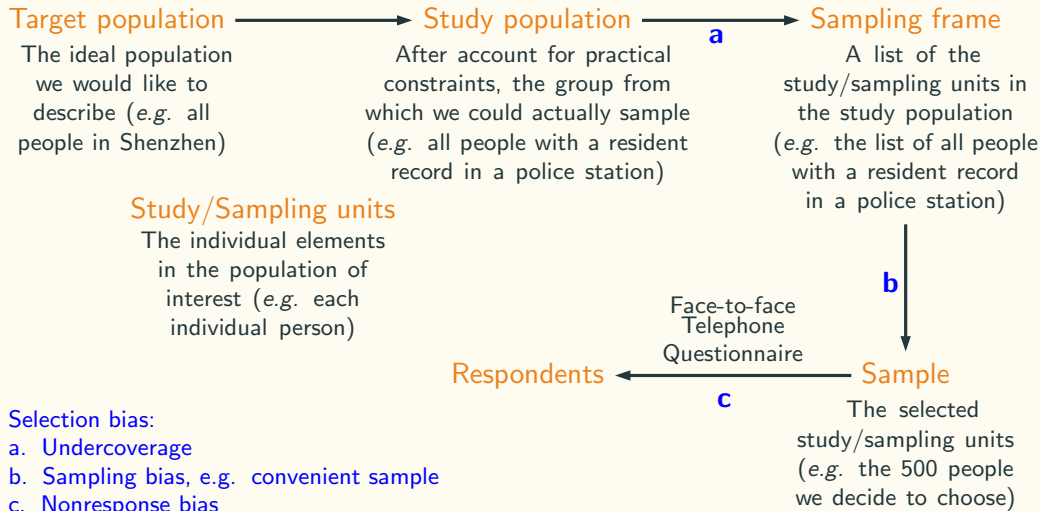 Target population
The ideal population
we would like to
describe (e.g. all
people in Shenzhen)
Study population
After account for practical
constraints, the group from
which we could actually sample
(e.g. all people with a resident
record in a police station)
a
Sampling frame
A list of the
study/sampling units in
the study population
(e.g. the list of all people
with a resident record
in a police station)
Study/Sampling units
The individual elements
in the population of
interest (e.g. each
individual person)
b
Face-to-face
Telephone
Questionnaire
Respondents
c
Sample
The selected
study/sampling units
(e.g. the 500 people
we decide to choose)
Selection bias:
a. Undercoverage
b. Sampling bias, e.g. convenient sample
c. Nonresponse bias